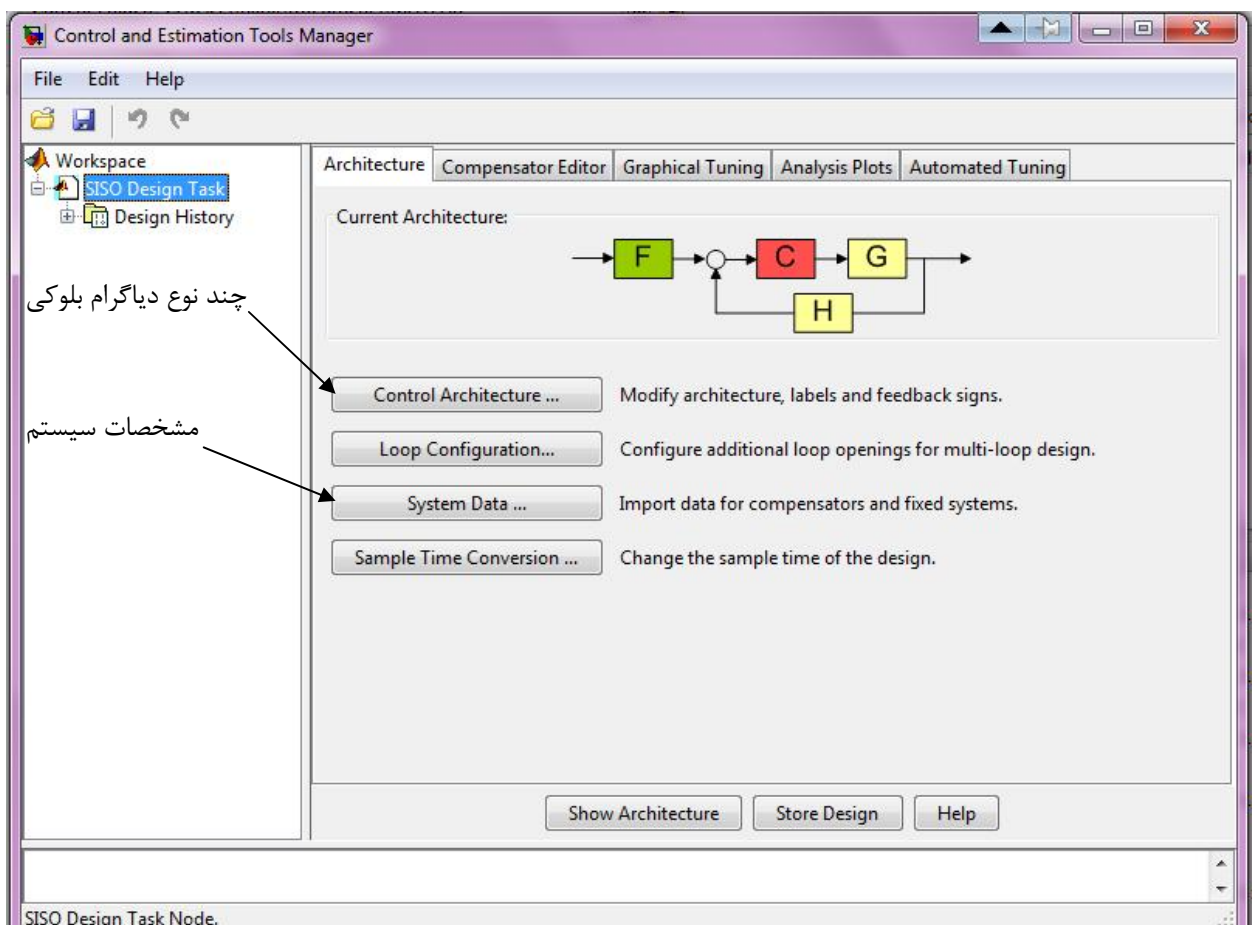 Control and Estimation Tools Manager
File Edit Help
Workspace
SISO Design Task
Design History
چند نوع دیاگرام بلوکی
مشخصات سیستم
Architecture Compensator Editor Graphical Tuning Analysis Plots Automated Tuning
Current Architecture:
F C G
H
Control Architecture ... Modify architecture, labels and feedback signs.
Loop Configuration... Configure additional loop openings for multi-loop design.
System Data ... Import data for compensators and fixed systems.
Sample Time Conversion ... Change the sample time of the design.
Show Architecture Store Design Help
SISO Design Task Node.